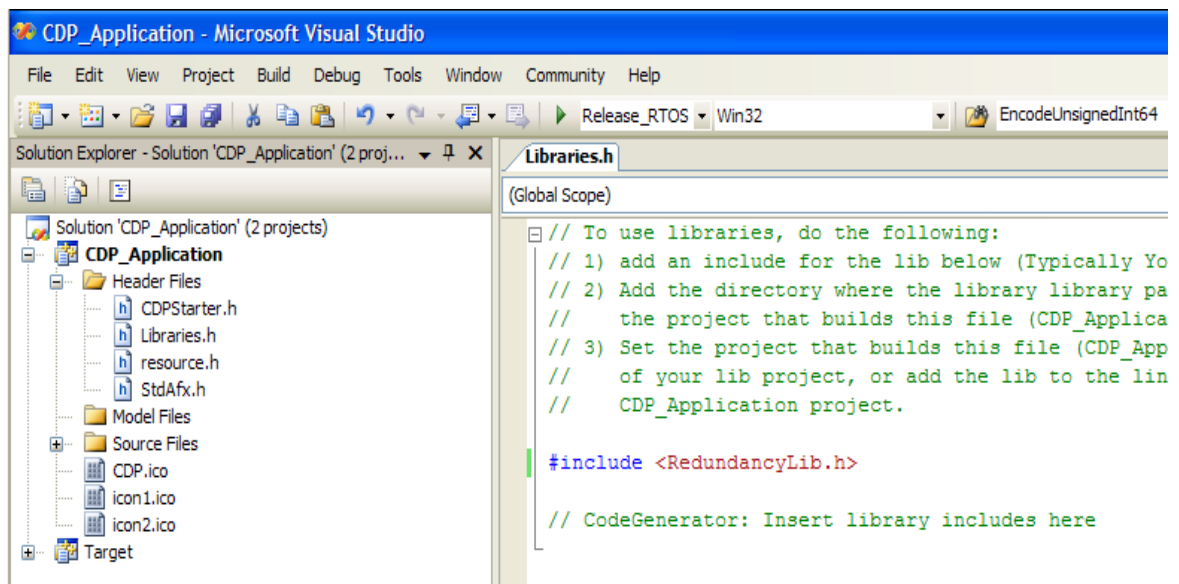 CDP_Application - Microsoft Visual Studio
File Edit View Project Build Debug Tools Window Community Help
Release_RTOS Win32 EncodeUnsignedInt64
Solution Explorer - Solution 'CDP_Application' (2 proj...
Libraries.h
(Global Scope)
Solution 'CDP_Application' (2 projects)
CDP_Application
Header Files
CDPStarter.h
Libraries.h
resource.h
StdAfx.h
Model Files
Source Files
CDP.ico
icon1.ico
icon2.ico
Target
// To use libraries, do the following:
// 1) add an include for the lib below (Typically Yo
// 2) Add the directory where the library library pa
//    the project that builds this file (CDP_Applica
// 3) Set the project that builds this file (CDP_App
//    of your lib project, or add the lib to the lin
//    CDP_Application project.
#include <RedundancyLib.h>
// CodeGenerator: Insert library includes here